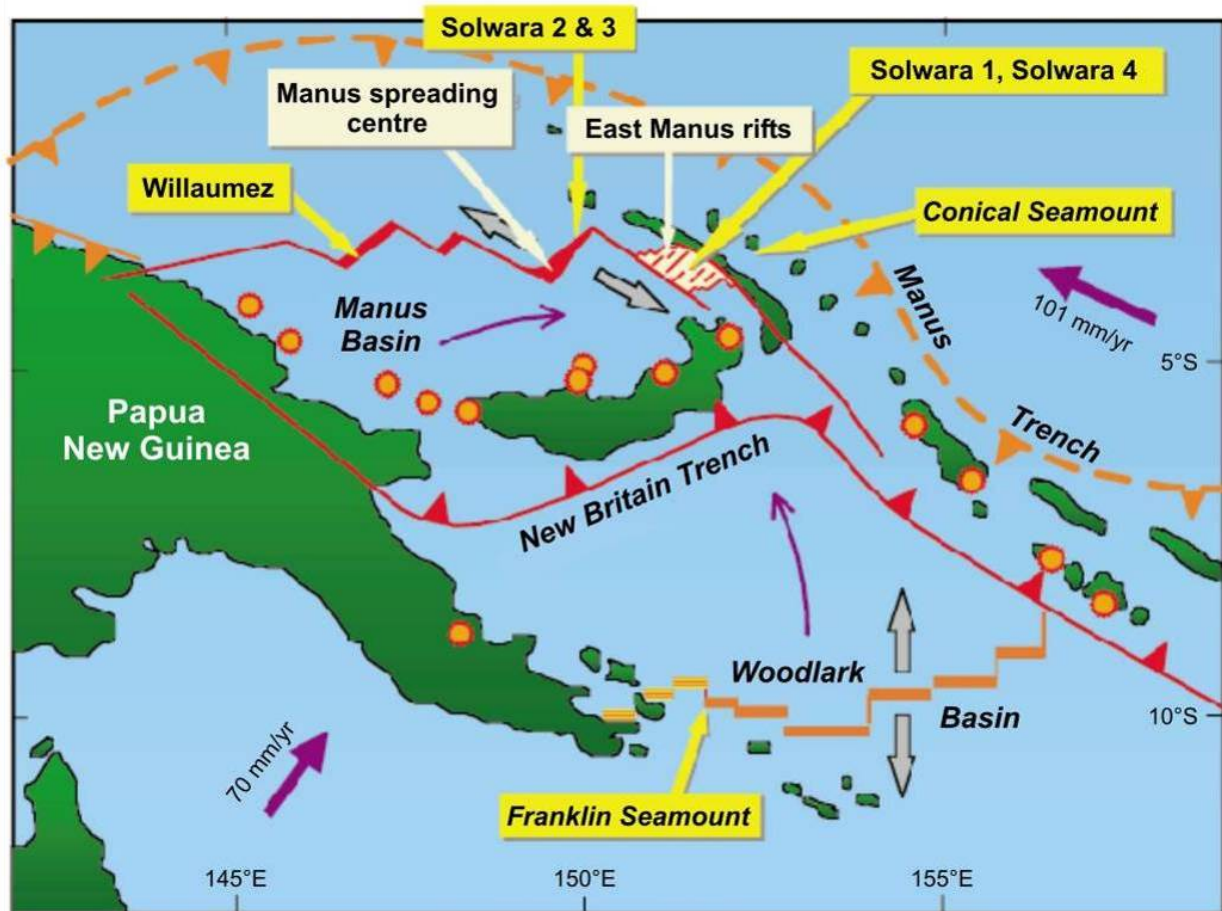 Solwara 2 & 3
Solwara 1, Solwara 4
Manus spreading
centre
East Manus rifts
Willaumez
Conical Seamount
Manus
Basin
Manus
Trench
101 mm/yr
5°S
Papua
New Guinea
New Britain Trench
Woodlark
Basin
10°S
70 mm/yr
Franklin Seamount
145°E
150°E
155°E